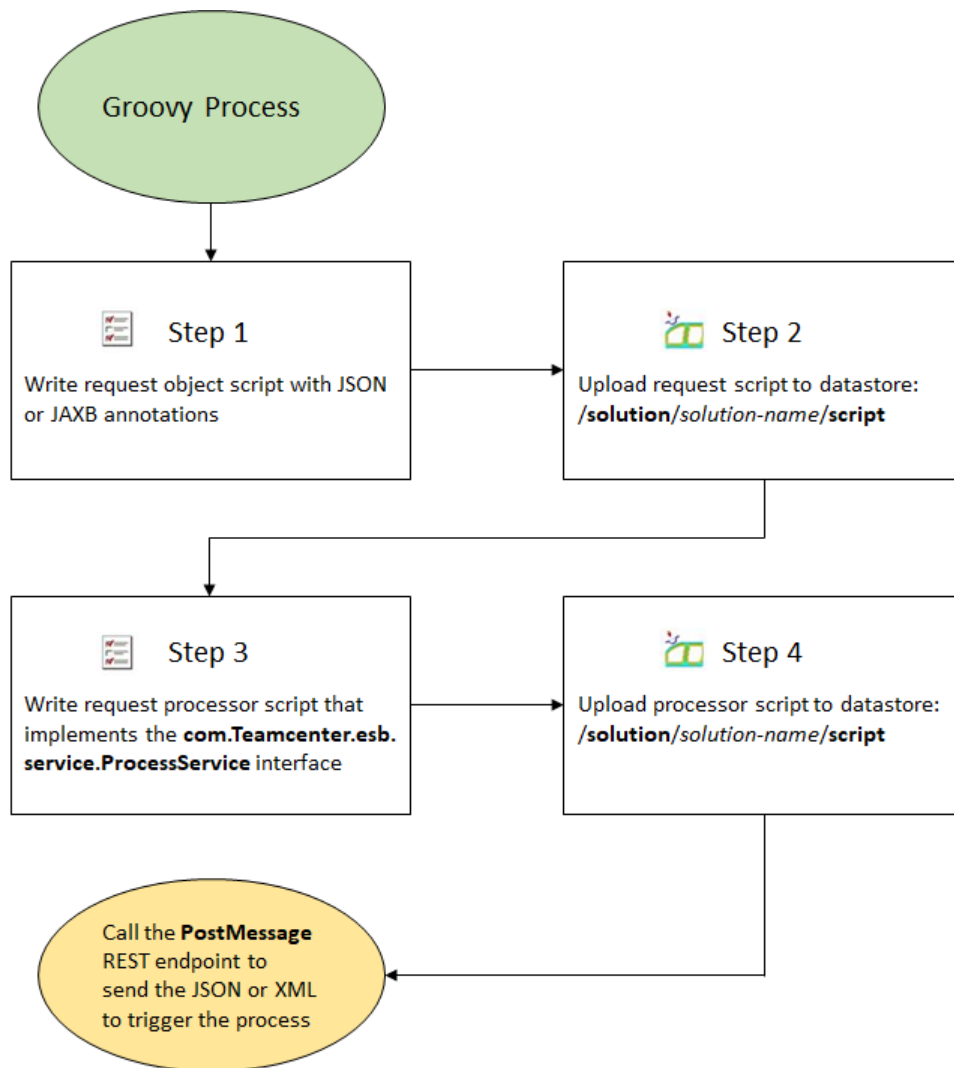 Groovy Process
Step 1
Write request object script with JSON
or JAXB annotations
Step 2
Upload request script to datastore:
/solution/solution-name/script
Step 3
Write request processor script that
implements the com.Teamcenter.esb.
service.ProcessService interface
Step 4
Upload processor script to datastore:
/solution/solution-name/script
Call the PostMessage
REST endpoint to
send the JSON or XML
to trigger the process